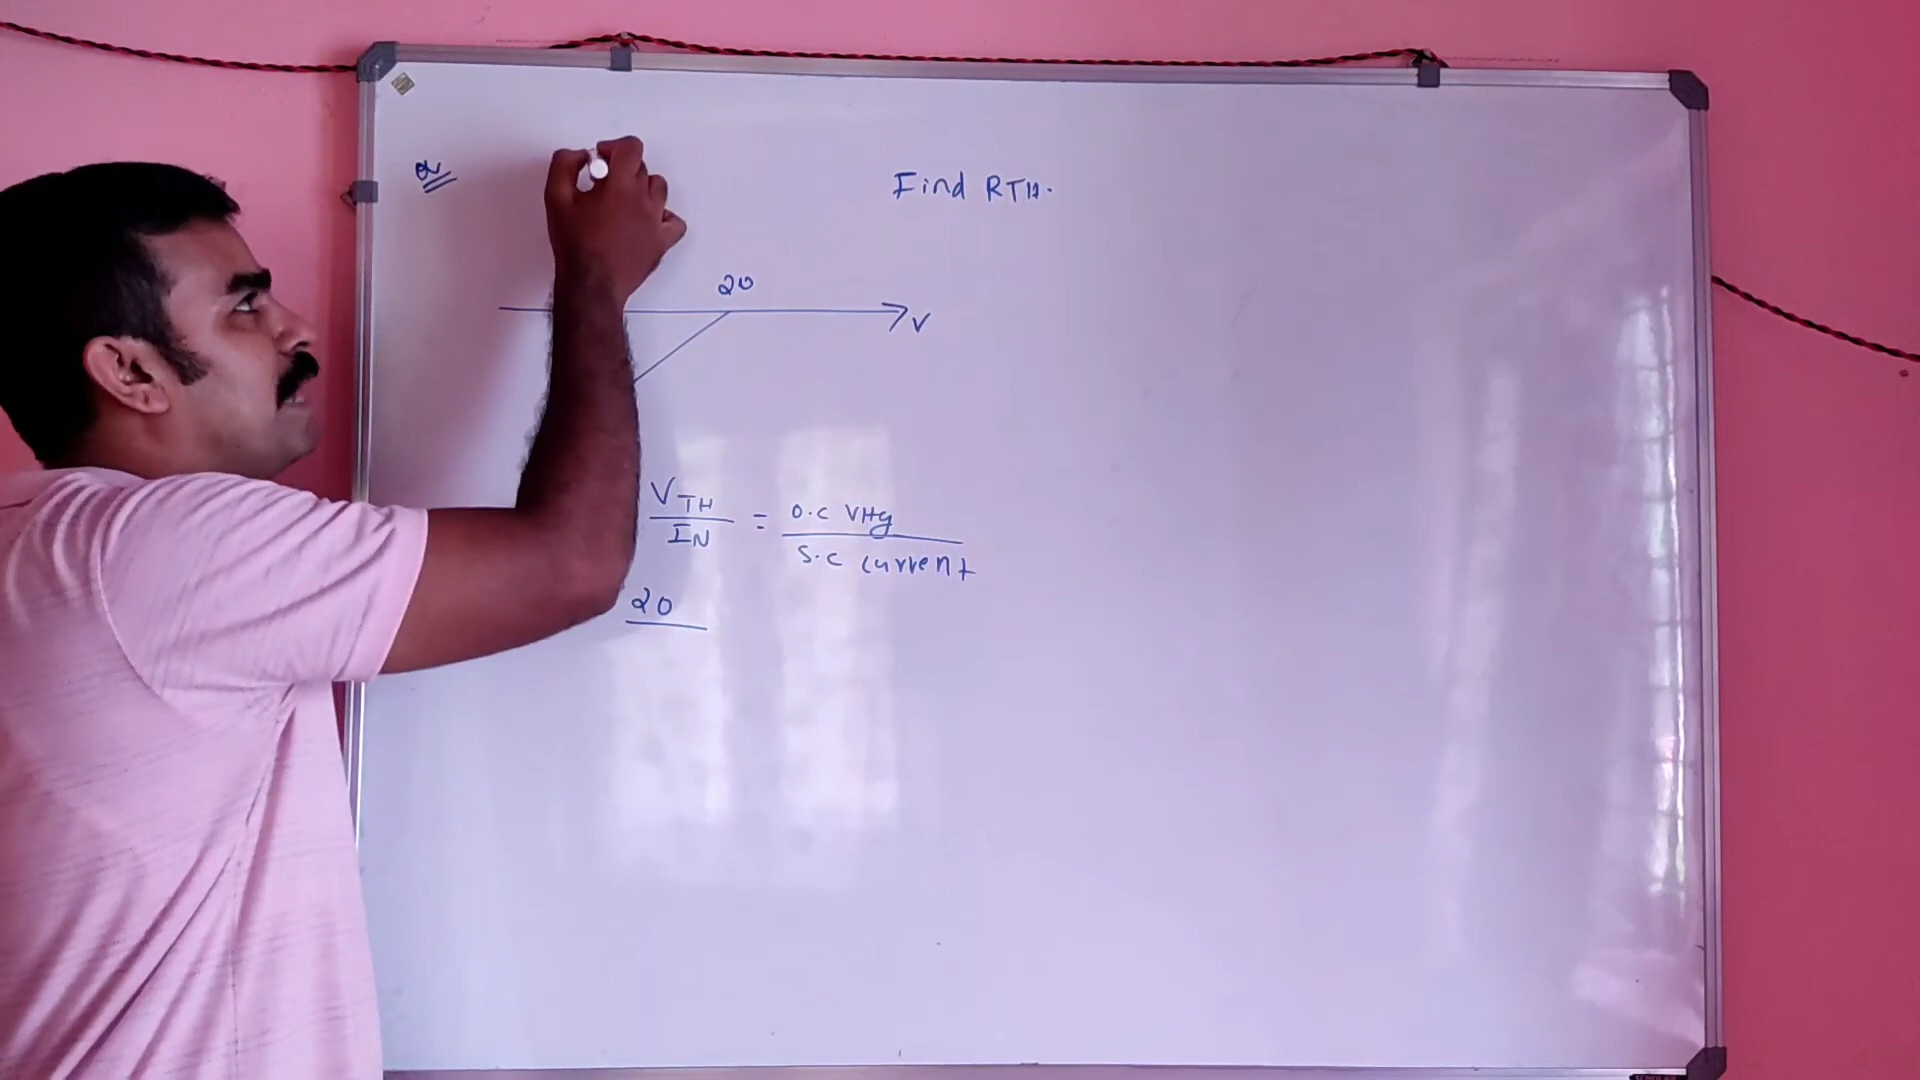 Q
Find RTH.
20
V
VTH
IN
=
O.C Vltg
S.C Current
20